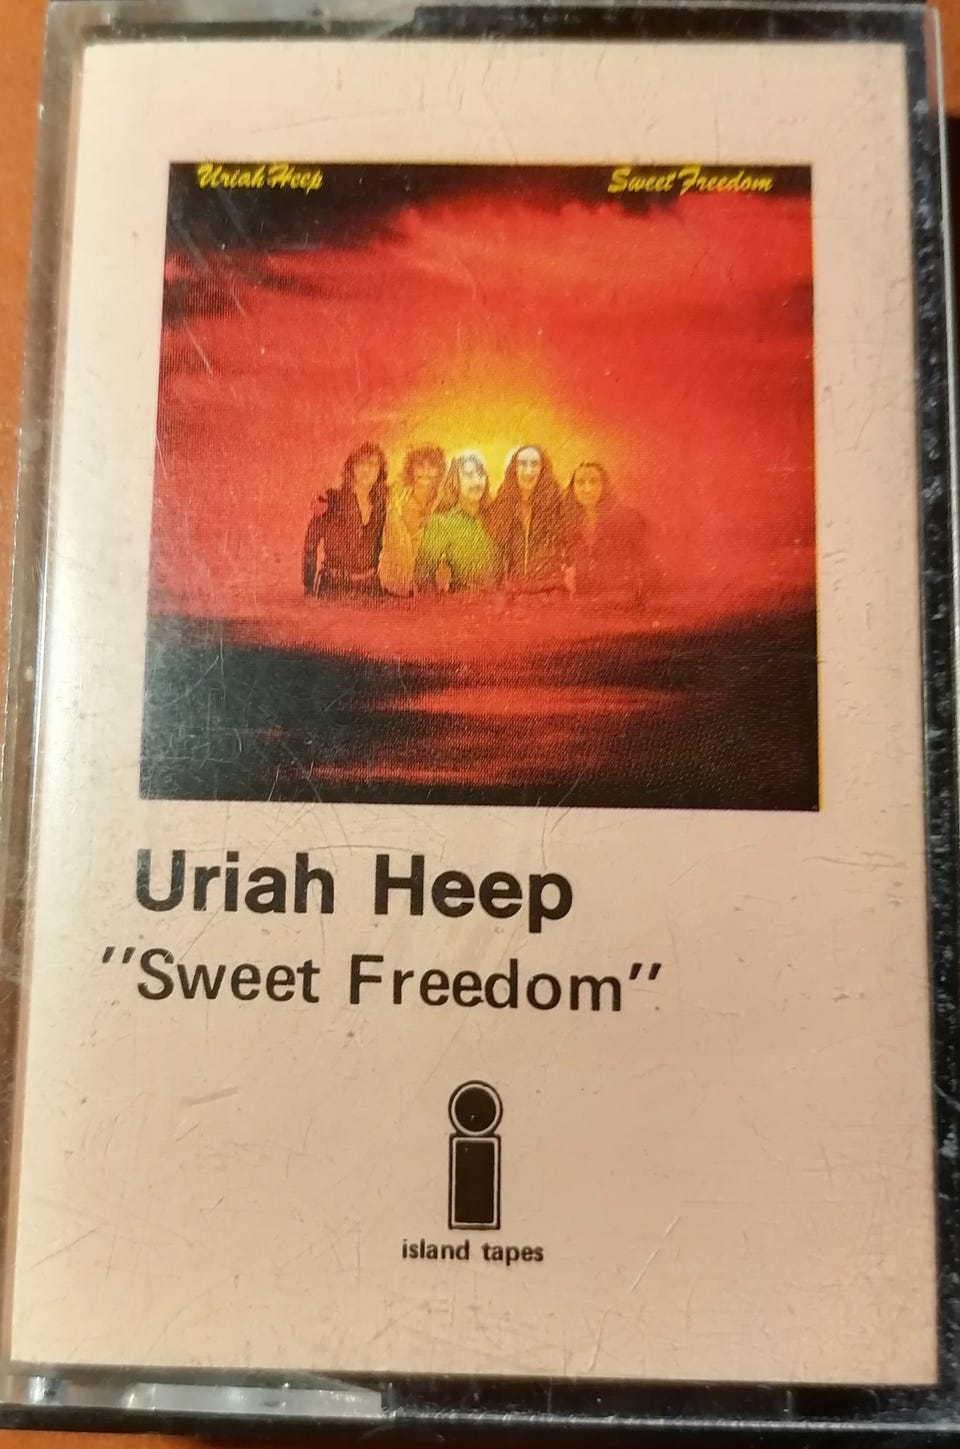 Uriah Heep Sweet Freedom
Uriah Heep
"Sweet Freedom"
island tapes